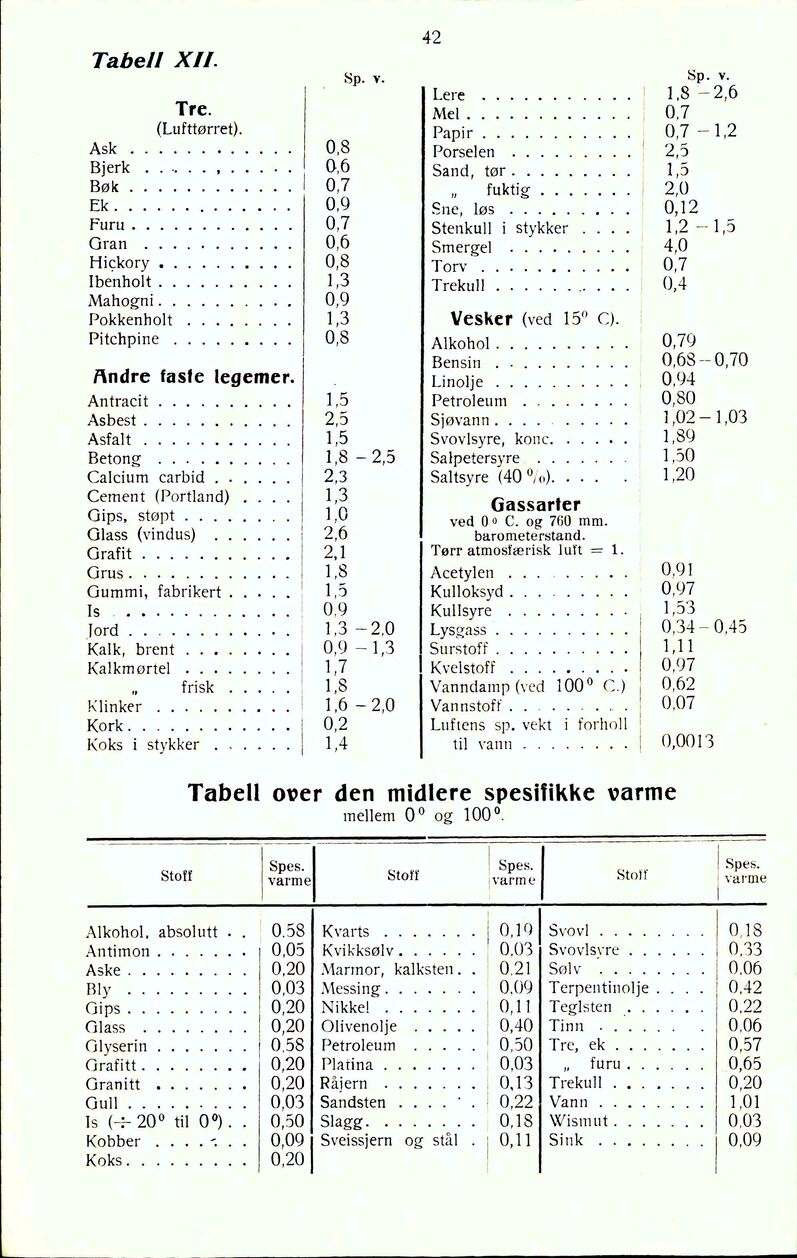 42
Tabell XII.
Sp. v.
Tre.
(Lufttørret).
Ask . . . . . . . . . . . . 0,8
Bjerk . . . . . . . . . . . 0,6
Bøk . . . . . . . . . . . . 0,7
Ek . . . . . . . . . . . . . 0,9
Furu . . . . . . . . . . . . 0,7
Gran . . . . . . . . . . . 0,6
Hickory . . . . . . . . . . 0,8
Ibenholt . . . . . . . . . . 1,3
Mahogni . . . . . . . . . . 0,9
Pokkenholt . . . . . . . . 1,3
Pitchpine . . . . . . . . . 0,8
Andre faste legemer.
Antracit . . . . . . . . . . 1,5
Asbest . . . . . . . . . . . 2,5
Asfalt . . . . . . . . . . . 1,5
Betong . . . . . . . . . . 1,8 – 2,5
Calcium carbid . . . . . . 2,3
Cement (Portland) . . . . 1,3
Gips, støpt . . . . . . . . 1,0
Glass (vindus) . . . . . . 2,6
Grafit . . . . . . . . . . . 2,1
Grus . . . . . . . . . . . . 1,8
Gummi, fabrikert . . . . . 1,5
Is . . . . . . . . . . . . . 0,9
Jord . . . . . . . . . . . . 1,3 – 2,0
Kalk, brent . . . . . . . . 0,9 – 1,3
Kalkmørtel . . . . . . . . 1,7
„ frisk . . . . . 1,8
Klinker . . . . . . . . . . 1,6 – 2,0
Kork . . . . . . . . . . . . 0,2
Koks i stykker . . . . . . 1,4
Sp. v.
Lere . . . . . . . . . . . 1,8 – 2,6
Mel . . . . . . . . . . . . 0,7
Papir . . . . . . . . . . . 0,7 – 1,2
Porselen . . . . . . . . . 2,5
Sand, tør . . . . . . . . . 1,5
„ fuktig . . . . . . . 2,0
Sne, løs . . . . . . . . . 0,12
Stenkull i stykker . . . . 1,2 – 1,5
Smergel . . . . . . . . . 4,0
Torv . . . . . . . . . . . 0,7
Trekull . . . . . . . . . . 0,4
Vesker (ved 15⁰ C).
Alkohol . . . . . . . . . . 0,79
Bensin . . . . . . . . . . 0,68 – 0,70
Linolje . . . . . . . . . . 0,94
Petroleum . . . . . . . . 0,80
Sjøvann . . . . . . . . . . 1,02 – 1,03
Svovlsyre, konc. . . . . . 1,89
Salpetersyre . . . . . . . 1,50
Saltsyre (40 %). . . . . 1,20
Gassarter
ved 0⁰ C. og 760 mm.
barometerstand.
Tørr atmosfærisk luft = 1.
Acetylen . . . . . . . . . 0,91
Kulloksyd . . . . . . . . . 0,97
Kullsyre . . . . . . . . . 1,53
Lysgass . . . . . . . . . . 0,34 – 0,45
Surstoff . . . . . . . . . . 1,11
Kvelstoff . . . . . . . . . 0,97
Vanndamp (ved 100⁰ C.) 0,62
Vannstoff . . . . . . . . . 0,07
Luftens sp. vekt i forholl
til vann . . . . . . . . 0,0013
Tabell over den midlere spesifikke varme
mellem 0⁰ og 100⁰.
Stoff Spes. varme Stoff Spes. varme Stoff Spes. varme
Alkohol, absolutt . . 0.58 Kvarts . . . . . . . 0,19 Svovl . . . . . . . . 0,18
Antimon . . . . . . . 0,05 Kvikksølv . . . . . . 0,03 Svovlsyre . . . . . . 0,33
Aske . . . . . . . . . 0,20 Marmor, kalksten . . 0,21 Sølv . . . . . . . . 0,06
Bly . . . . . . . . . 0,03 Messing . . . . . . . 0,09 Terpentinolje . . . . 0,42
Gips . . . . . . . . . 0,20 Nikkel . . . . . . . 0,11 Teglsten . . . . . . 0,22
Glass . . . . . . . . 0,20 Olivenolje . . . . . 0,40 Tinn . . . . . . . . 0,06
Glyserin . . . . . . . 0.58 Petroleum . . . . . 0,50 Tre, ek . . . . . . . 0,57
Grafitt . . . . . . . . 0,20 Platina . . . . . . . 0,03 „ furu . . . . . . 0,65
Granitt . . . . . . . 0,20 Råjern . . . . . . . 0,13 Trekull . . . . . . . 0,20
Gull . . . . . . . . . 0,03 Sandsten . . . . . . 0,22 Vann . . . . . . . . 1,01
Is (÷ 20⁰ til 0⁰) . . 0,50 Slagg . . . . . . . . 0,18 Wismut . . . . . . . 0,03
Kobber . . . . . . . 0,09 Sveissjern og stål . 0,11 Sink . . . . . . . . 0,09
Koks . . . . . . . . . 0,20